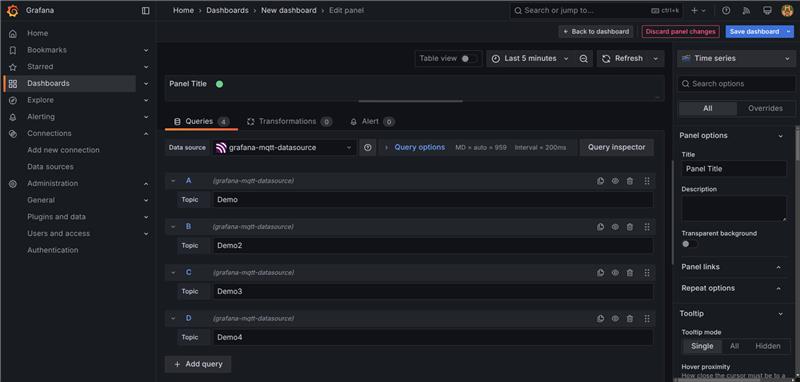 Grafana
Home > Dashboards > New dashboard > Edit panel
Search or jump to...
ctrl+k
Back to dashboard
Discard panel changes
Save dashboard
Home
Bookmarks
Starred
Dashboards
Explore
Alerting
Connections
Add new connection
Data sources
Administration
General
Plugins and data
Users and access
Authentication
Table view
Last 5 minutes
Refresh
Panel Title
Queries 4
Transformations 0
Alert 0
Data source
grafana-mqtt-datasource
Query options
MD = auto = 959
Interval = 200ms
Query inspector
A (grafana-mqtt-datasource)
Topic Demo
B (grafana-mqtt-datasource)
Topic Demo2
C (grafana-mqtt-datasource)
Topic Demo3
D (grafana-mqtt-datasource)
Topic Demo4
+ Add query
Time series
Search options
All Overrides
Panel options
Title
Panel Title
Description
Transparent background
Panel links
Repeat options
Tooltip
Tooltip mode
Single All Hidden
Hover proximity
How close the cursor must be to a